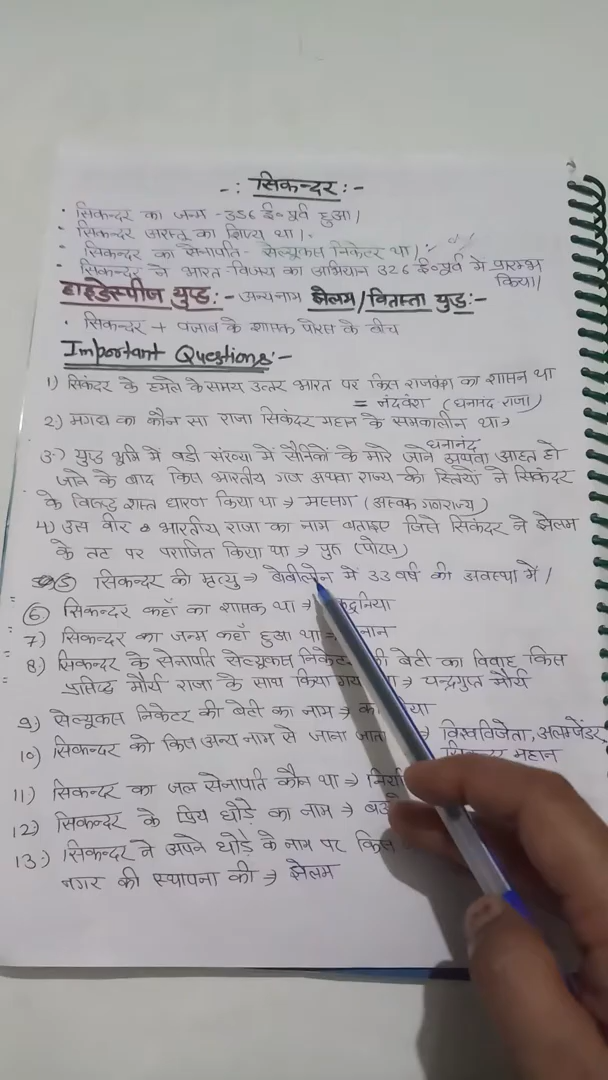 -: सिकन्दर :-
• सिकन्दर का जन्म - 356 ई०पूर्व हुआ।
• सिकन्दर अरस्तू का शिष्य था।
• सिकन्दर का सेनापति - सेल्यूकस निकेटर था।
• सिकन्दर ने भारत विजय का अभियान 326 ई०पूर्व में प्रारम्भ
किया।
हाइडेस्पीज युद्ध :- अन्यनाम झेलम/वितस्ता युद्ध:-
• सिकन्दर + पंजाब के शासक पोरस के बीच
Important Questions:-
1) सिकंदर के हमले के समय उत्तर भारत पर किस राजवंश का शासन था
= नंदवंश (घनानंद राजा)
2) मगध का कौन सा राजा सिकंदर महान के समकालीन था →
घनानंद
3) युद्ध भूमि में बडी संख्या में सैनिकों के मारे जाने अथवा आहत हो
जाने के बाद किस भारतीय गण अथवा राज्य की स्त्रियों ने सिकंदर
के विरुद्ध शस्त्र धारण किया था → मस्सग (अस्वक गणराज्य)
4) उस वीर भारतीय राजा का नाम बताइए जिसे सिकंदर ने झेलम
के तट पर पराजित किया था → पुरु (पोरस)
5) सिकन्दर की मृत्यु → बेबीलोन में 33 वर्ष की अवस्था में।
6) सिकन्दर कहाँ का शासक था →
7) सिकन्दर का जन्म कहाँ हुआ था →
8) सिकन्दर के सेनापति सेल्यूकस निकेटर की बेटी का विवाह किस
प्रसिद्ध मौर्य राजा के साथ किया गया → चन्द्रगुप्त मौर्य
9) सेल्यूकस निकेटर की बेटी का नाम →
10) सिकन्दर को किस अन्य नाम से जाना जाता → विश्वविजेता, अलग्जेंडर,
सिकन्दर महान
11) सिकन्दर का जल सेनापति कौन था →
12) सिकन्दर के प्रिय घोड़े का नाम →
13) सिकन्दर ने अपने घोड़े के नाम पर किस
नगर की स्थापना की → झेलम